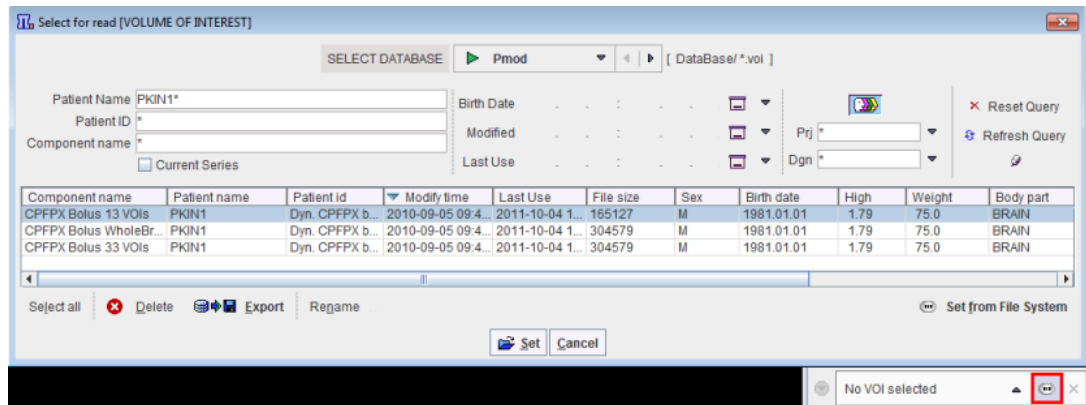 Select for read [VOLUME OF INTEREST]
SELECT DATABASE Pmod [ DataBase/ *.voi ]
Patient Name PKIN1* Birth Date . . : . .
Patient ID * Modified . . : . . Prj *
Component name * Last Use . . : . . Dgn *
Current Series
Reset Query
Refresh Query
Component name Patient name Patient id Modify time Last Use File size Sex Birth date High Weight Body part
CPFPX Bolus 13 VOIs PKIN1 Dyn. CPFPX b... 2010-09-05 09:4... 2011-10-04 1... 165127 M 1981.01.01 1.79 75.0 BRAIN
CPFPX Bolus WholeBr... PKIN1 Dyn. CPFPX b... 2010-09-05 09:4... 2011-10-04 1... 304579 M 1981.01.01 1.79 75.0 BRAIN
CPFPX Bolus 33 VOIs PKIN1 Dyn. CPFPX b... 2010-09-05 09:4... 2011-10-04 1... 304579 M 1981.01.01 1.79 75.0 BRAIN
Select all Delete Export Rename Set from File System
Set Cancel
No VOI selected